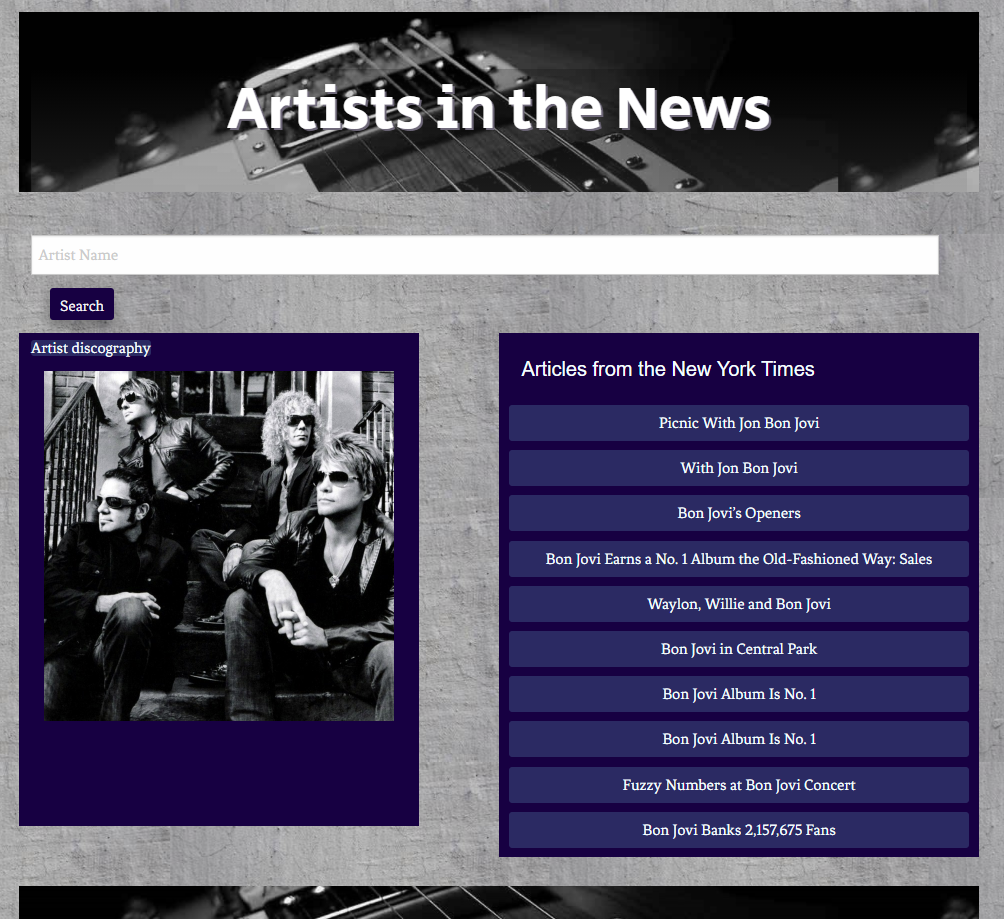 Artists in the News
Artist Name
Search
Artist discography
Articles from the New York Times
Picnic With Jon Bon Jovi
With Jon Bon Jovi
Bon Jovi’s Openers
Bon Jovi Earns a No. 1 Album the Old-Fashioned Way: Sales
Waylon, Willie and Bon Jovi
Bon Jovi in Central Park
Bon Jovi Album Is No. 1
Bon Jovi Album Is No. 1
Fuzzy Numbers at Bon Jovi Concert
Bon Jovi Banks 2,157,675 Fans